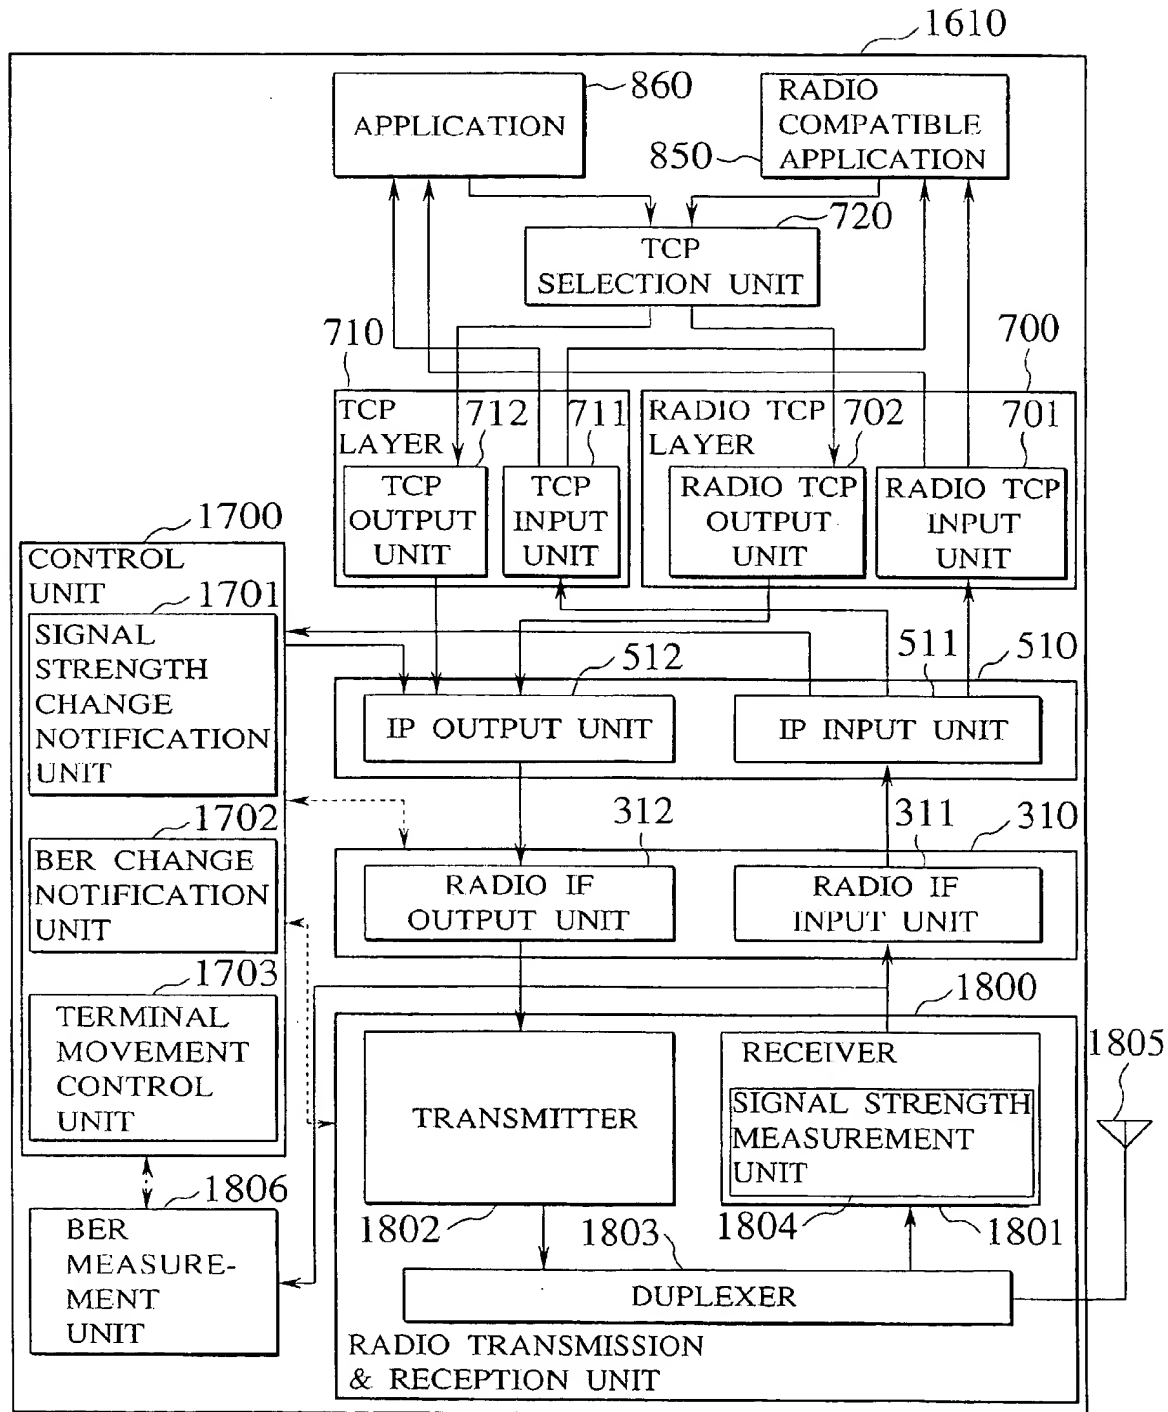 1610
860
APPLICATION
RADIO
COMPATIBLE
APPLICATION
850
720
TCP
SELECTION UNIT
710
700
TCP
LAYER
712
711
RADIO TCP
LAYER
702
701
TCP
OUTPUT
UNIT
TCP
INPUT
UNIT
RADIO TCP
OUTPUT
UNIT
RADIO TCP
INPUT
UNIT
1700
CONTROL
UNIT
1701
SIGNAL
STRENGTH
CHANGE
NOTIFICATION
UNIT
512
511
510
IP OUTPUT UNIT
IP INPUT UNIT
1702
BER CHANGE
NOTIFICATION
UNIT
312
311
310
RADIO IF
OUTPUT UNIT
RADIO IF
INPUT UNIT
1703
TERMINAL
MOVEMENT
CONTROL
UNIT
1800
1805
TRANSMITTER
RECEIVER
SIGNAL STRENGTH
MEASUREMENT
UNIT
1806
BER
MEASURE-
MENT
UNIT
1802
1803
1804
1801
DUPLEXER
RADIO TRANSMISSION
& RECEPTION UNIT